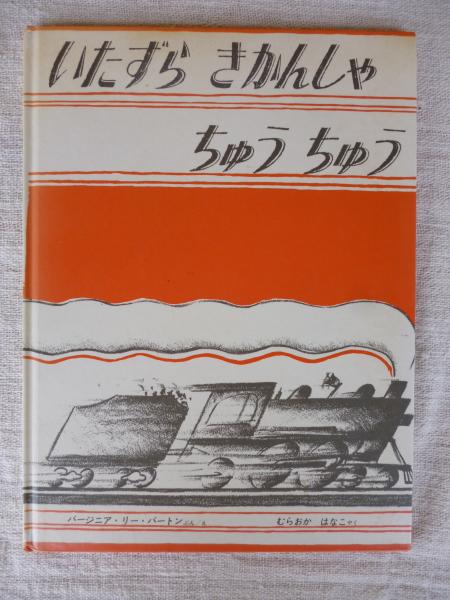 いたずら きかんしゃ
ちゅう ちゅう
バージニア・リー・バートン ぶん／え むらおか はなこ やく